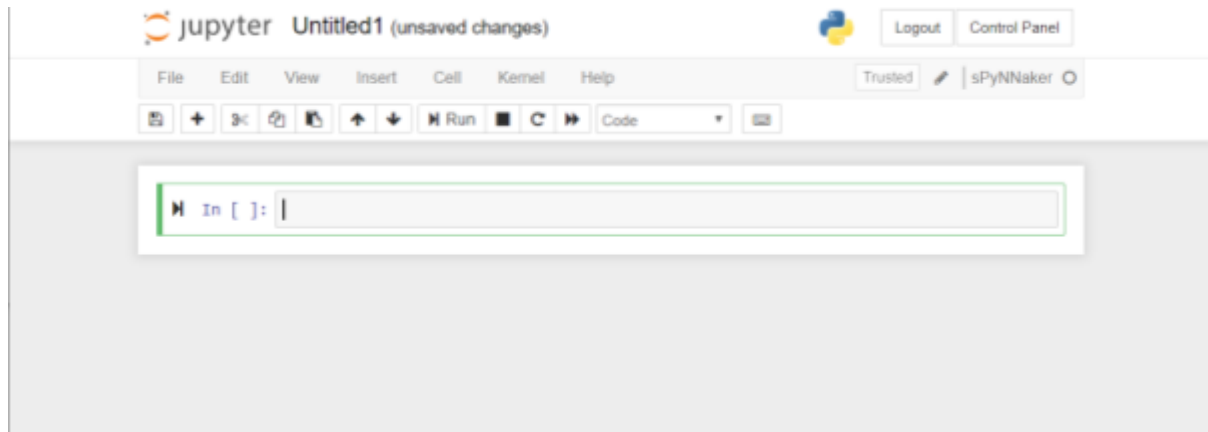 jupyter Untitled1 (unsaved changes) Logout Control Panel
File Edit View Insert Cell Kernel Help Trusted sPyNNaker
Run Code
In [ ]: